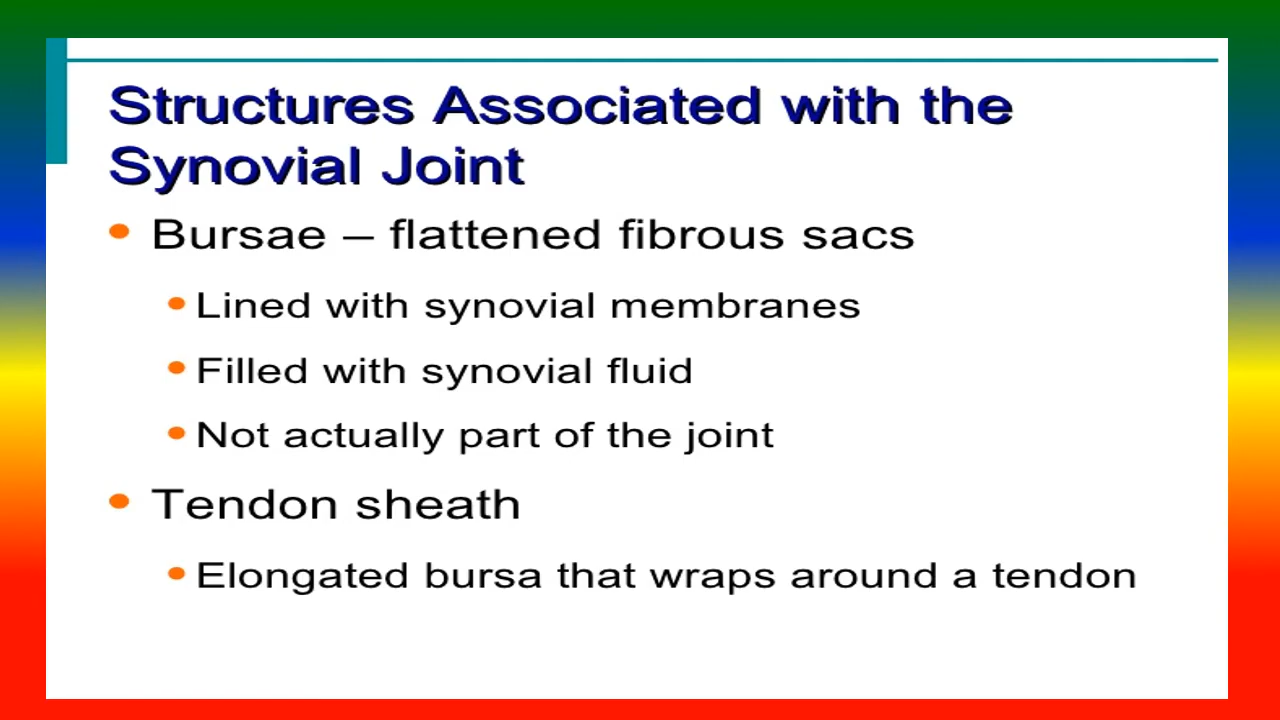 Structures Associated with the
Synovial Joint
• Bursae – flattened fibrous sacs
• Lined with synovial membranes
• Filled with synovial fluid
• Not actually part of the joint
• Tendon sheath
• Elongated bursa that wraps around a tendon